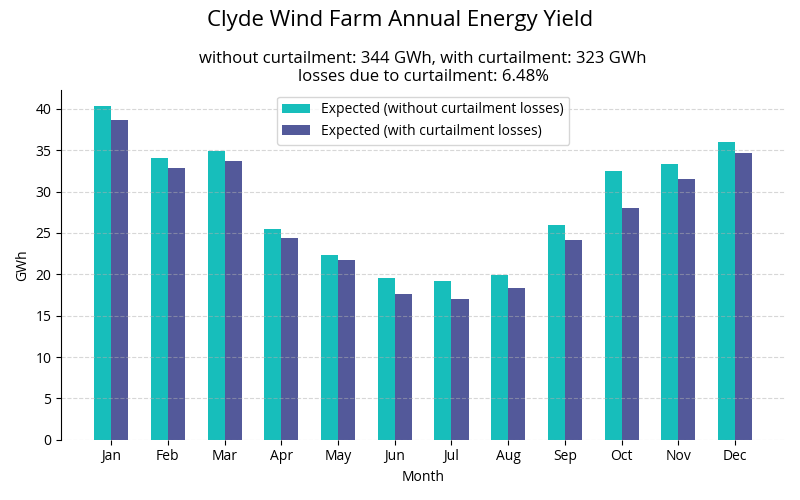 Clyde Wind Farm Annual Energy Yield
without curtailment: 344 GWh, with curtailment: 323 GWh
losses due to curtailment: 6.48%
Expected (without curtailment losses)
Expected (with curtailment losses)
GWh
40
35
30
25
20
15
10
5
0
Jan Feb Mar Apr May Jun Jul Aug Sep Oct Nov Dec
Month